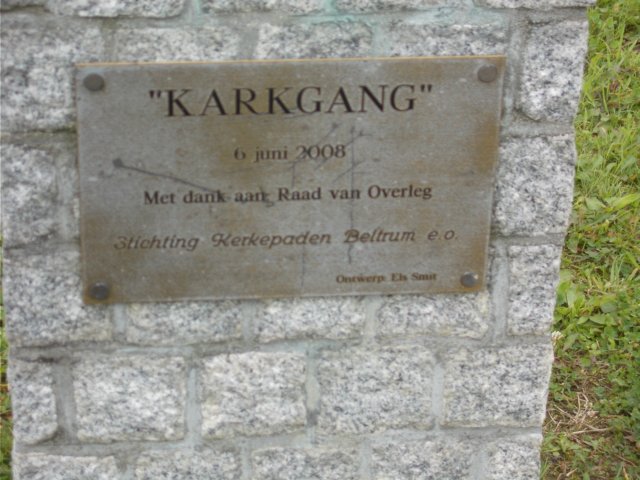 "KARKGANG"
6 juni 2008
Met dank aan: Raad van Overleg
Stichting Kerkepaden Beltrum e.o.
Ontwerp: Els Smit